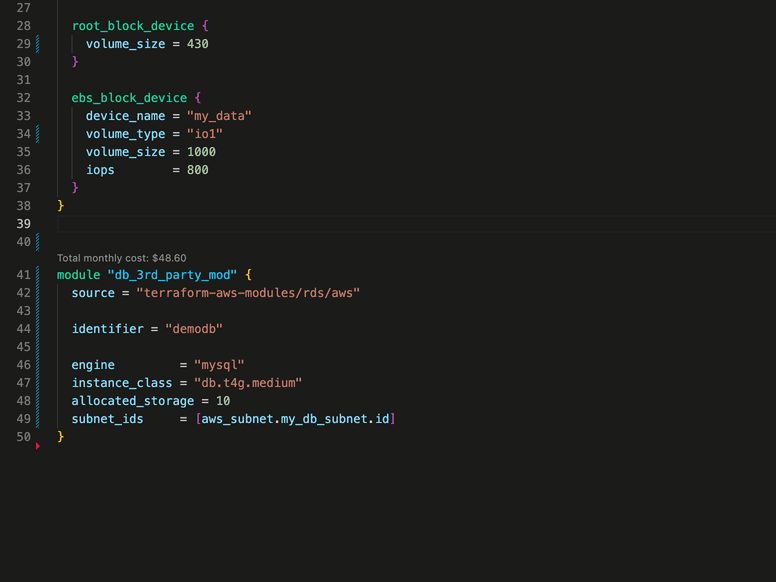 27
28 root_block_device {
29 volume_size = 430
30 }
31
32 ebs_block_device {
33 device_name = "my_data"
34 volume_type = "io1"
35 volume_size = 1000
36 iops = 800
37 }
38 }
39
40
Total monthly cost: $48.60
41 module "db_3rd_party_mod" {
42 source = "terraform-aws-modules/rds/aws"
43
44 identifier = "demodb"
45
46 engine = "mysql"
47 instance_class = "db.t4g.medium"
48 allocated_storage = 10
49 subnet_ids = [aws_subnet.my_db_subnet.id]
50 }